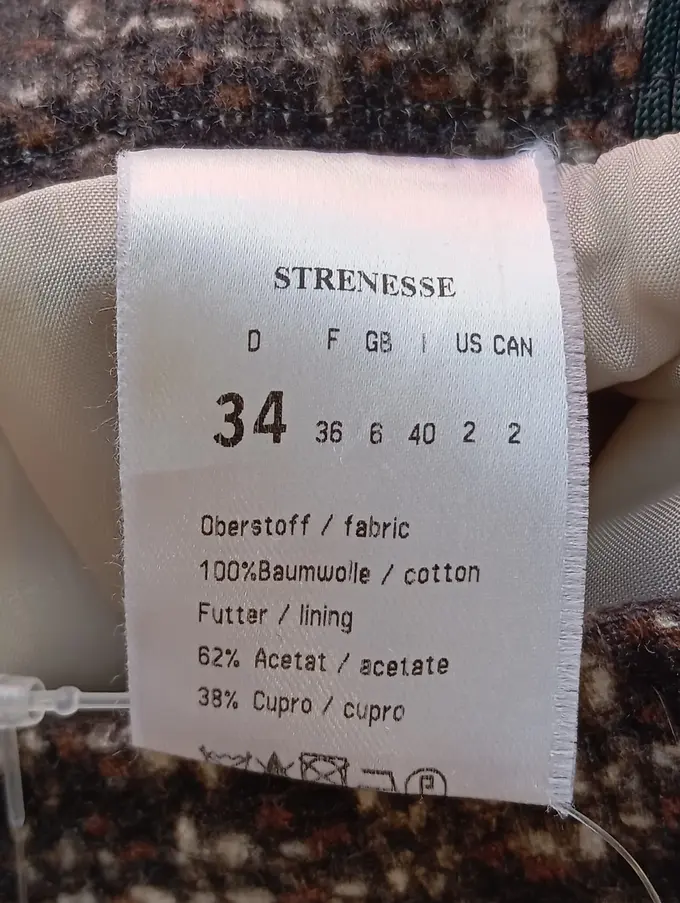 STRENESSE
D F GB I US CAN
34 36 6 40 2 2
Oberstoff / fabric
100%Baumwolle / cotton
Futter / lining
62% Acetat / acetate
38% Cupro / cupro
P